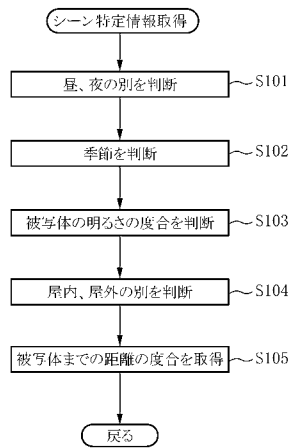 シーン特定情報取得
昼、夜の別を判断
S101
季節を判断
S102
被写体の明るさの度合を判断
S103
屋内、屋外の別を判断
S104
被写体までの距離の度合を取得
S105
戻る